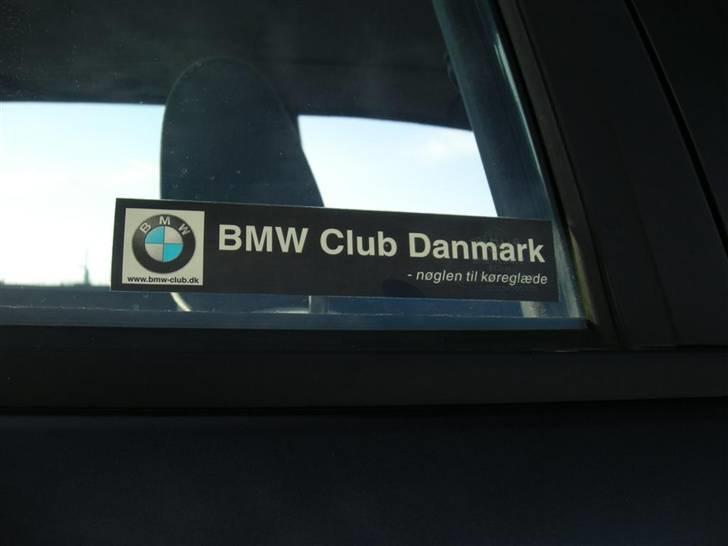 BMW
www.bmw-club.dk
BMW Club Danmark
- nøglen til køreglæde